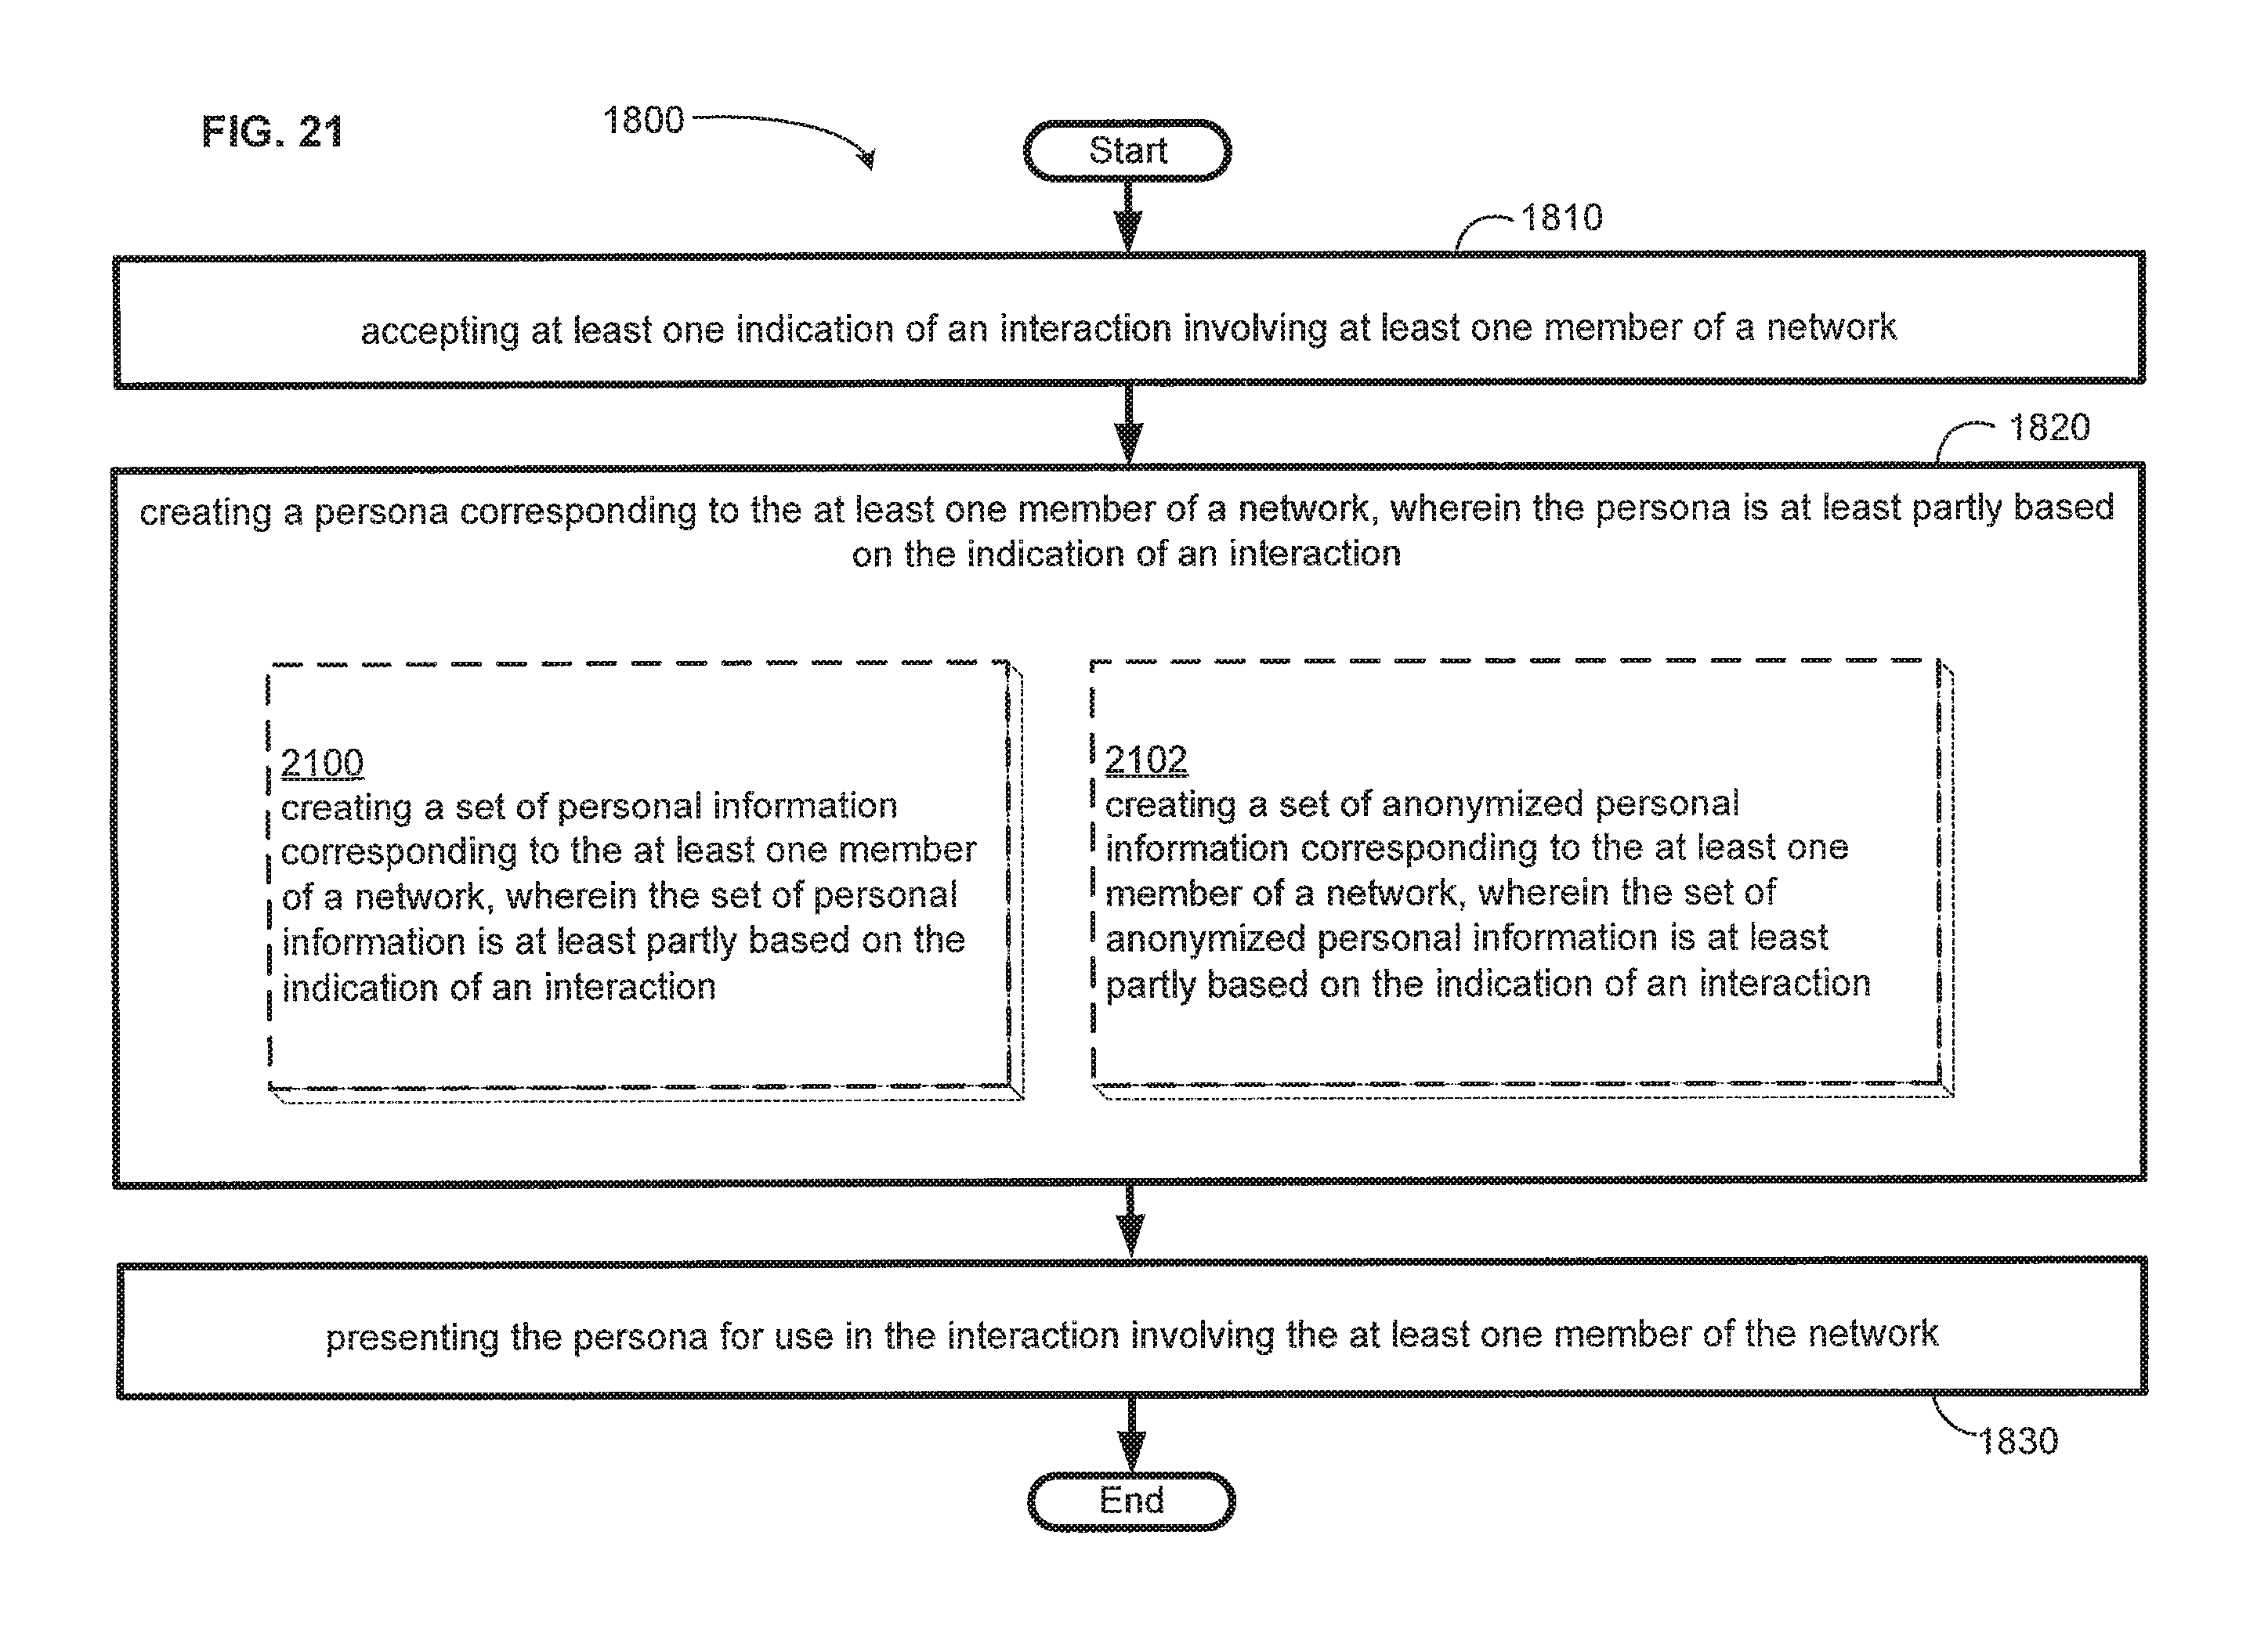 FIG. 21
1800
Start
1810
accepting at least one indication of an interaction involving at least one member of a network
1820
creating a persona corresponding to the at least one member of a network, wherein the persona is at least partly based
on the indication of an interaction
2100
creating a set of personal information
corresponding to the at least one member
of a network, wherein the set of personal
information is at least partly based on the
indication of an interaction
2102
creating a set of anonymized personal
information corresponding to the at least one
member of a network, wherein the set of
anonymized personal information is at least
partly based on the indication of an interaction
presenting the persona for use in the interaction involving the at least one member of the network
1830
End